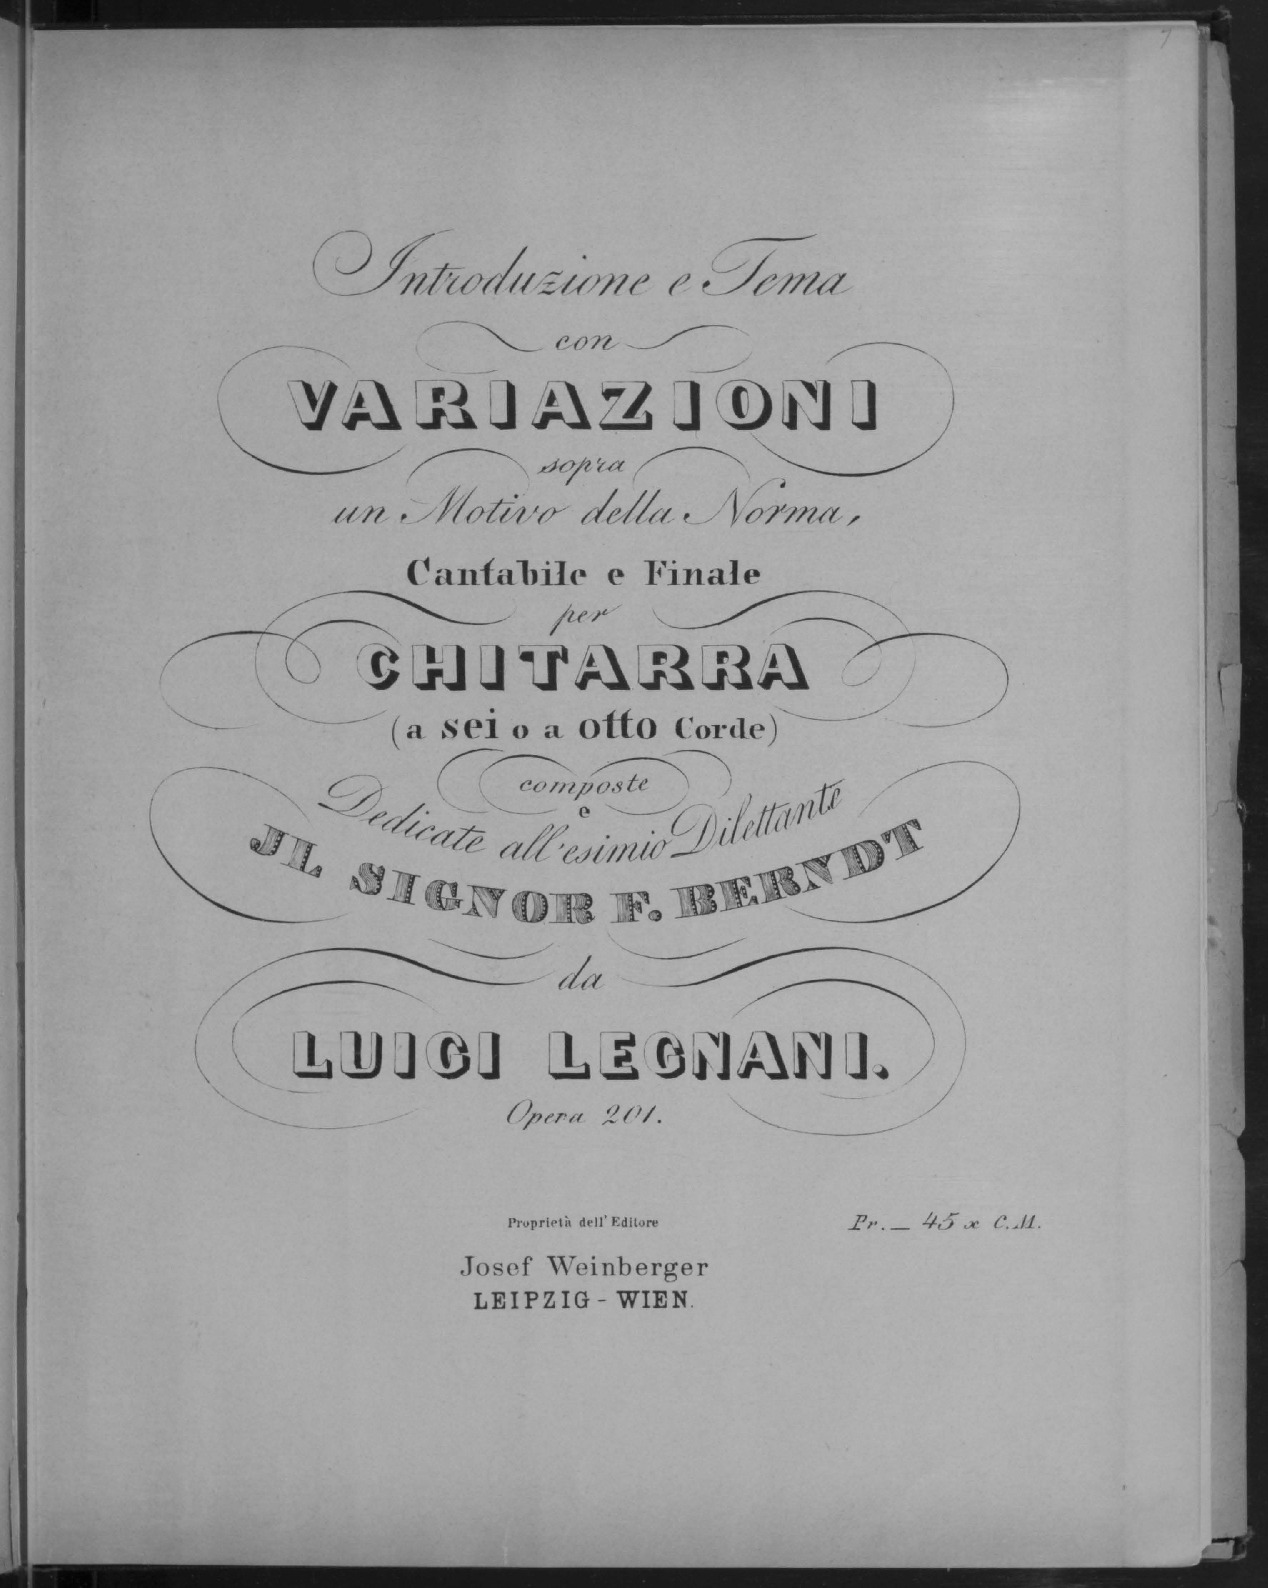 Introduzione e Tema
con
VARIAZIONI
sopra
un Motivo della Norma,
Cantabile e Finale
per
CHITARRA
(a sei o a otto Corde)
composte
e
Dedicate all'esimio Dilettante
JL SIGNOR F. BERNDT
da
LUIGI LEGNANI.
Opera 201.
Proprietà dell'Editore
Pr. — 45 x C.M.
Josef Weinberger
LEIPZIG - WIEN.